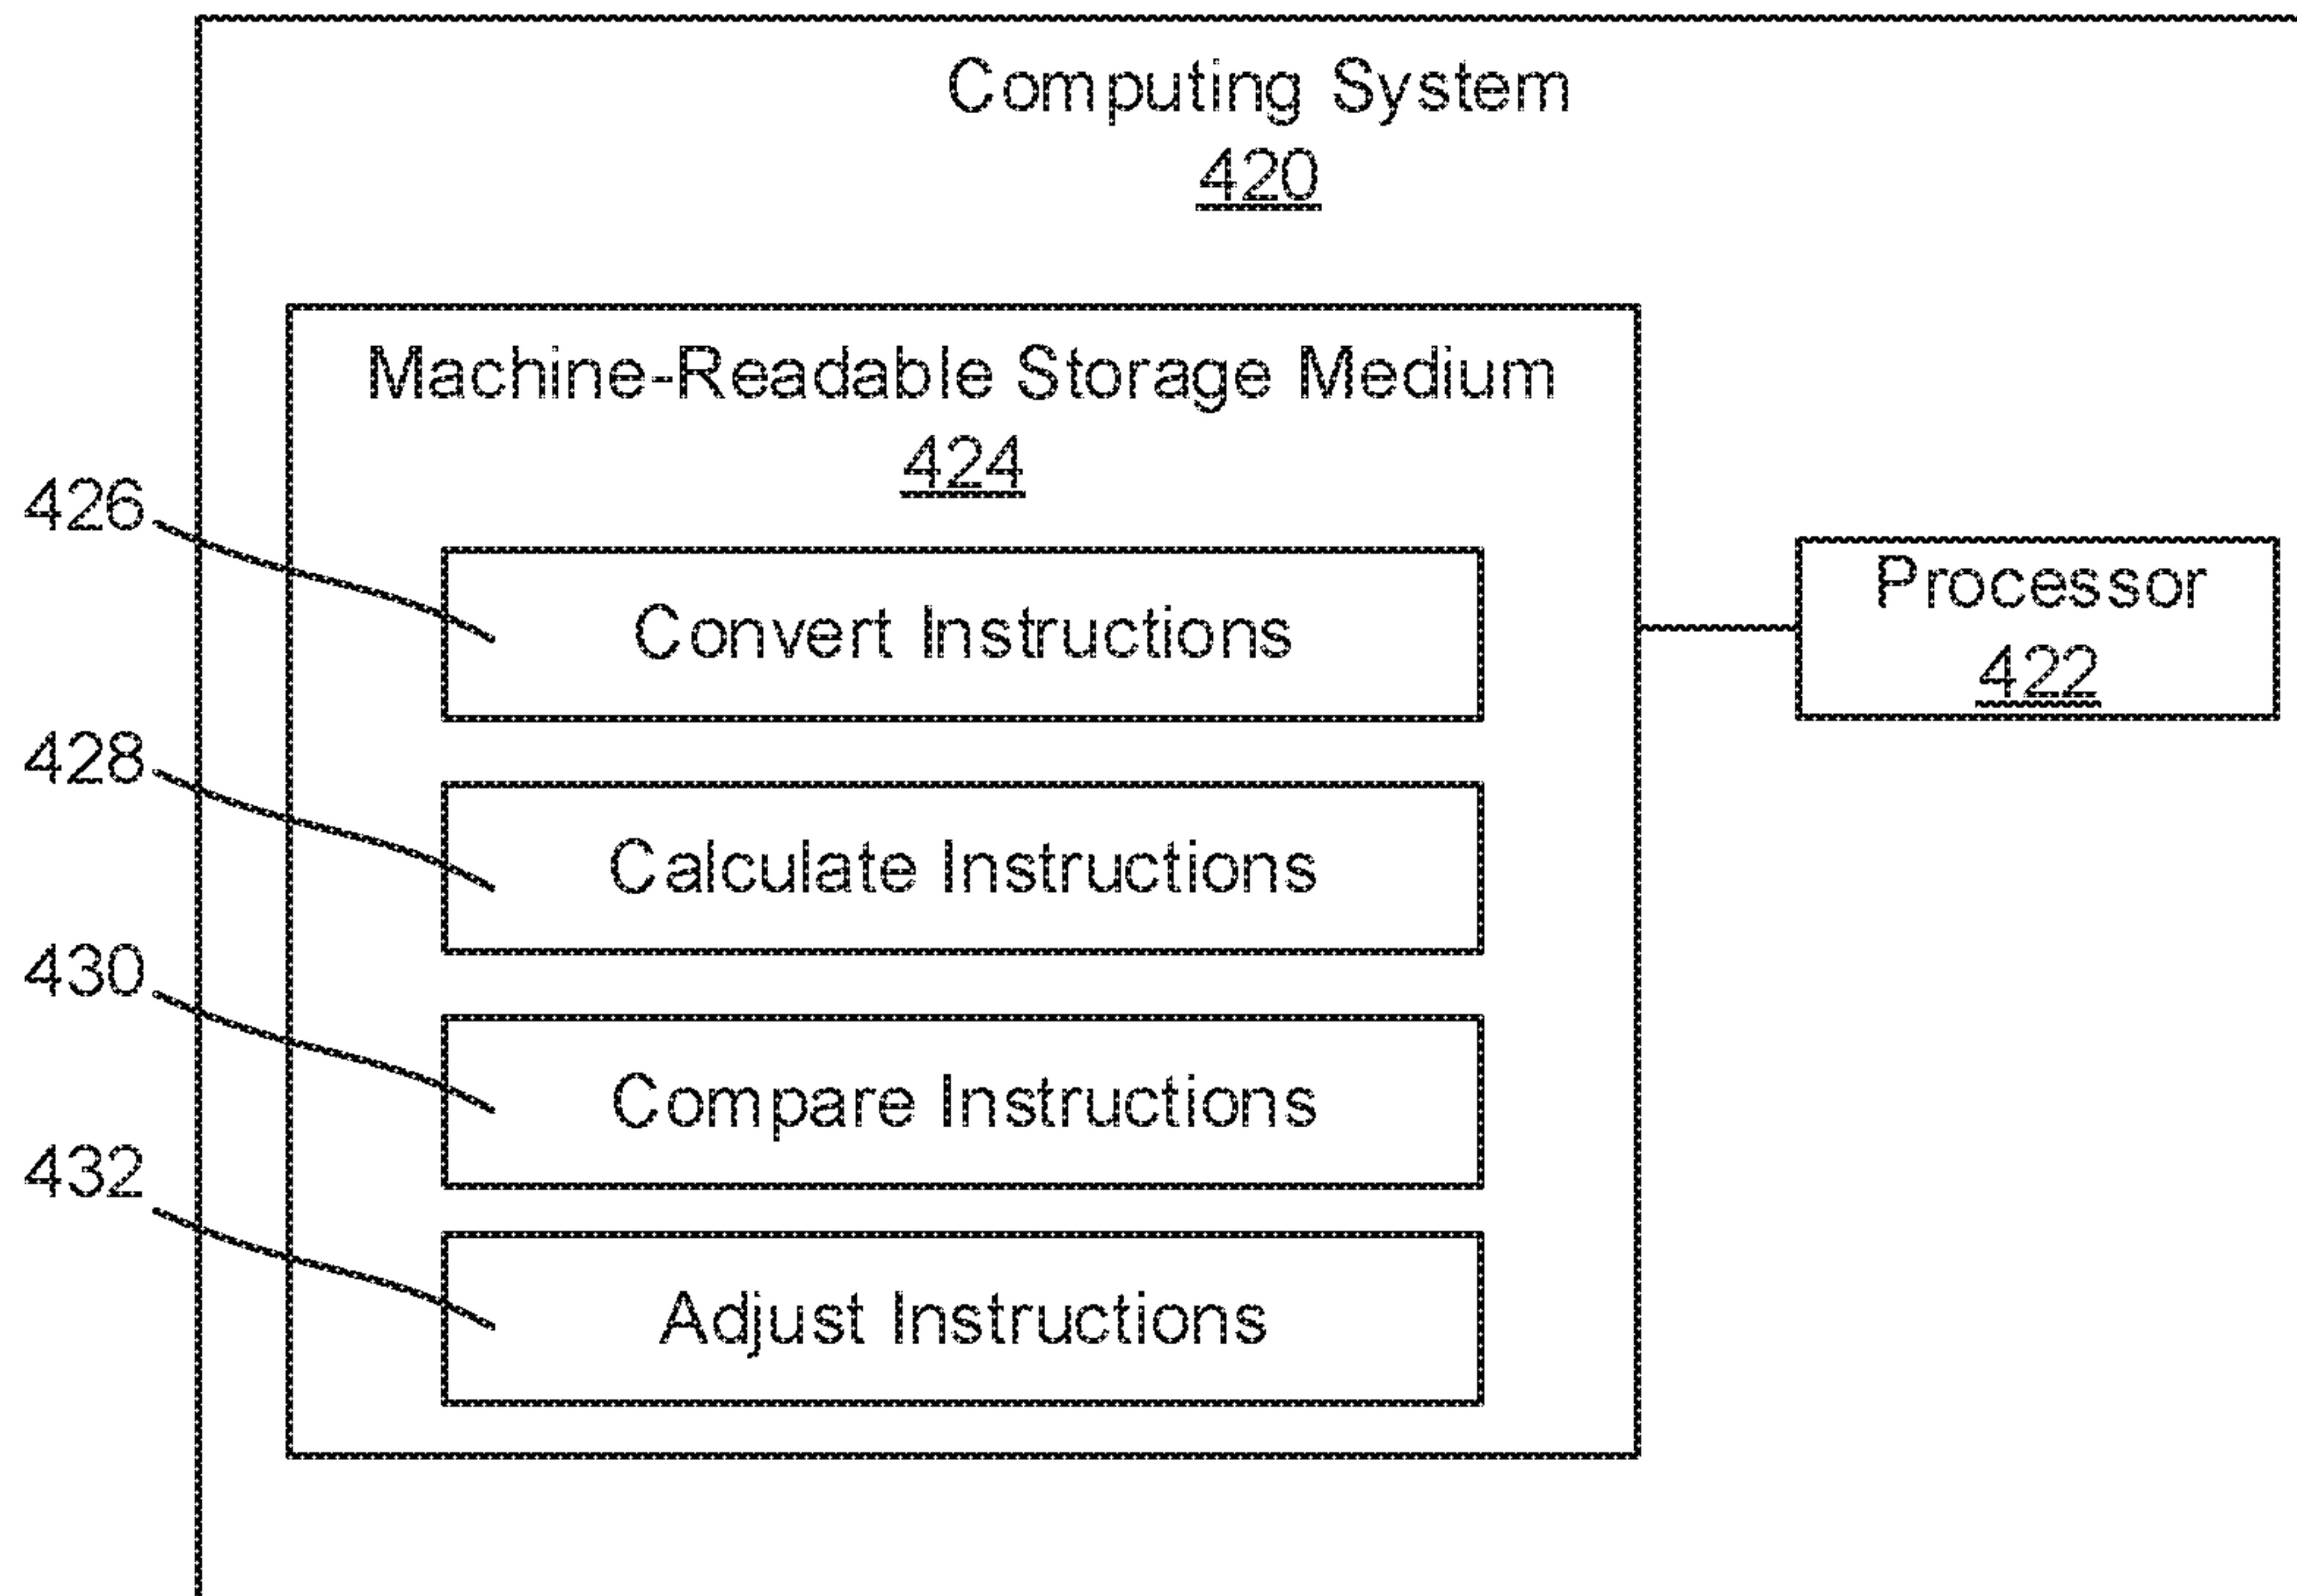 Computing System
420
Machine-Readable Storage Medium
424
426
Convert Instructions
Processor
422
428
Calculate Instructions
430
Compare Instructions
432
Adjust Instructions